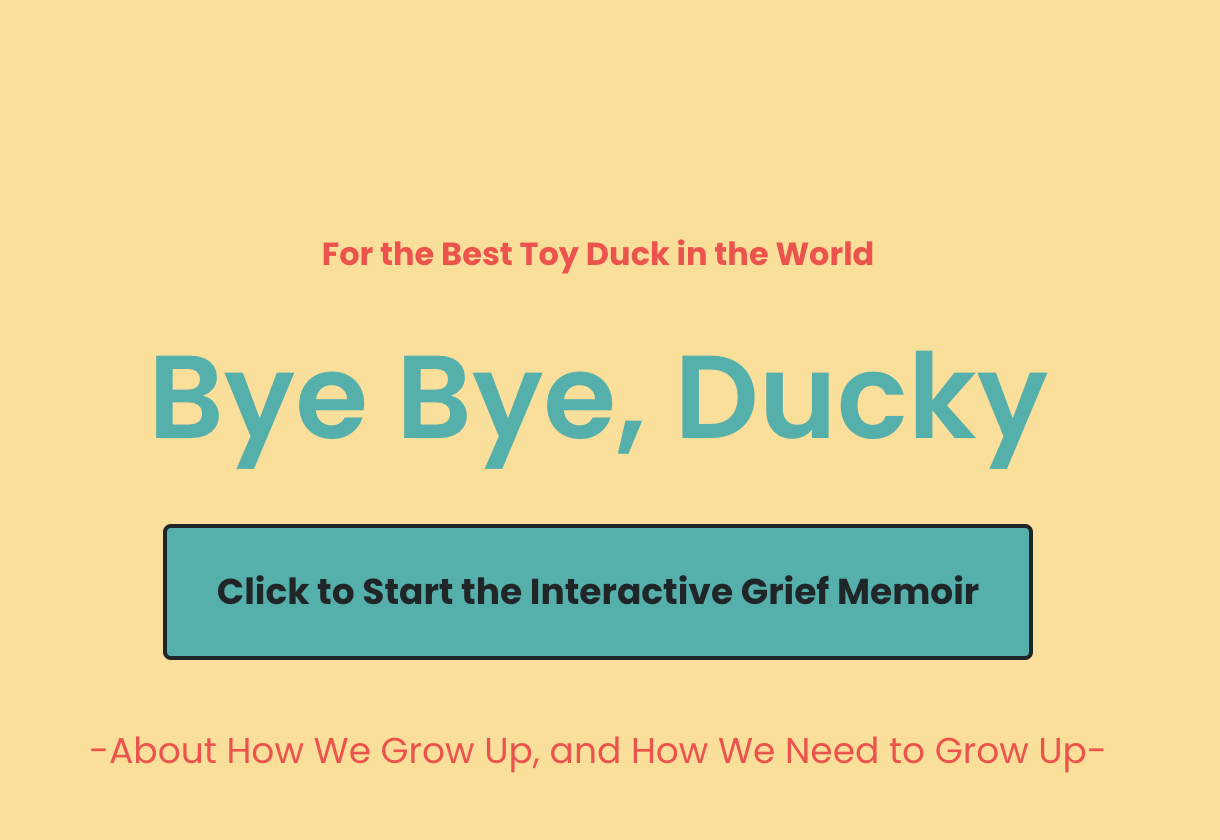 For the Best Toy Duck in the World
Bye Bye, Ducky
Click to Start the Interactive Grief Memoir
-About How We Grow Up, and How We Need to Grow Up-